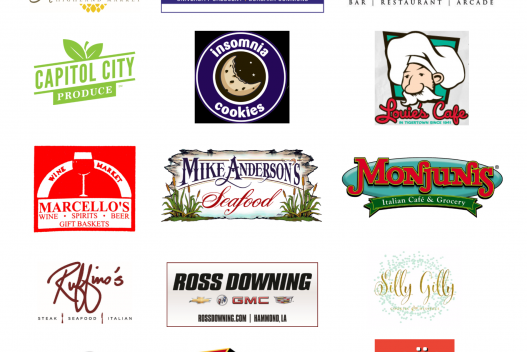 HIGHLAND MARKET
BAR | RESTAURANT | ARCADE
CAPITOL CITY
PRODUCE
insomnia
cookies
Louie's Cafe
IN TIGERTOWN SINCE 1941
WINE MARKET
MARCELLO'S
WINE • SPIRITS • BEER
GIFT BASKETS
MIKE ANDERSON'S
Seafood
MONJUNIS®
Italian Café & Grocery
Ruffino's
STEAK | SEAFOOD | ITALIAN
ROSS DOWNING
GMC
ROSSDOWNING.COM | HAMMOND, LA
Silly Gilly